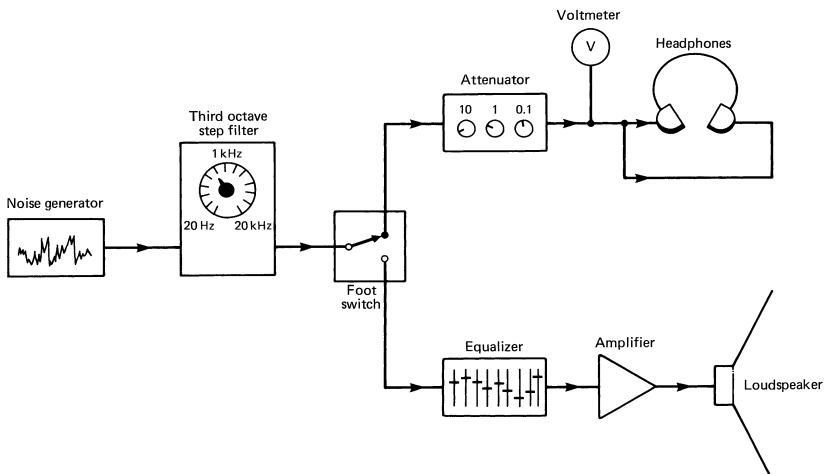 Voltmeter
V
Headphones
Attenuator
10 1 0.1
Third octave
step filter
1 kHz
20 Hz 20 kHz
Noise generator
Foot
switch
Equalizer
Amplifier
Loudspeaker